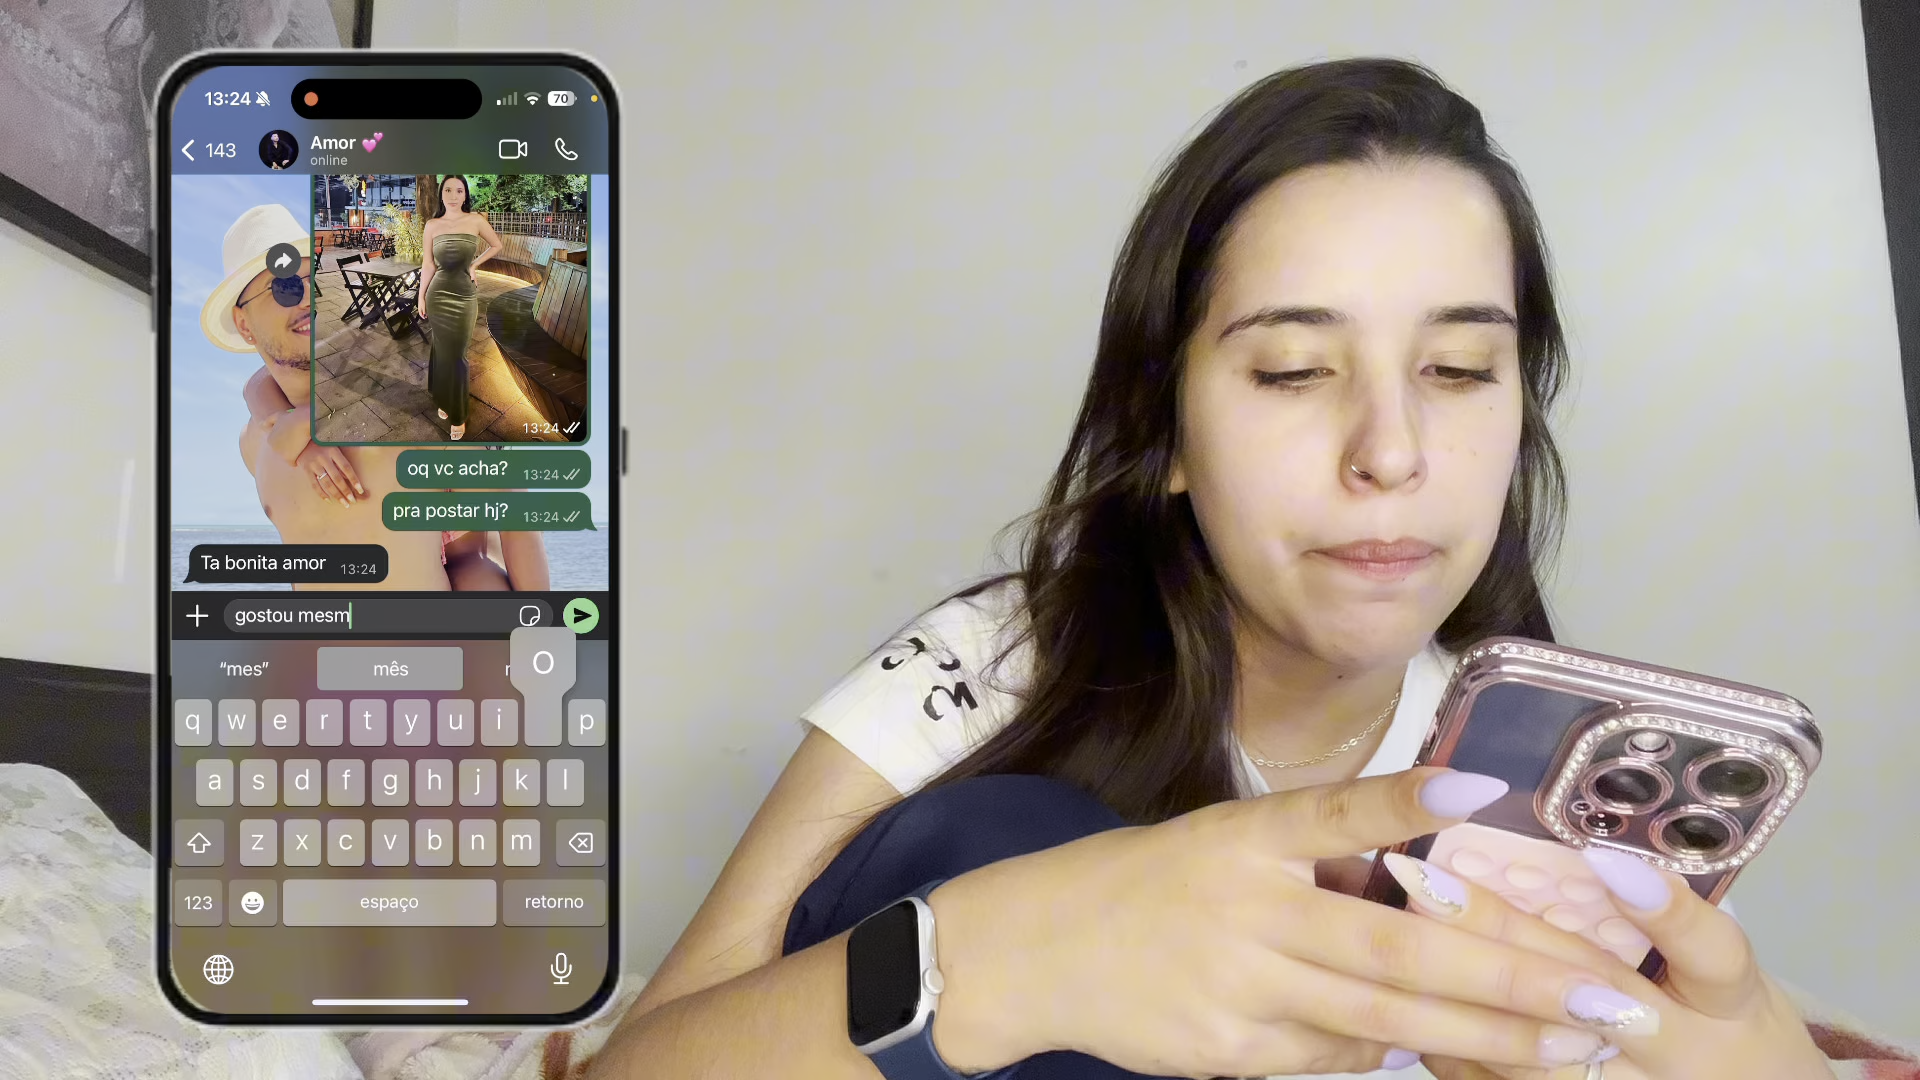 13:24
70
143
Amor 💕
online
13:24
oq vc acha? 13:24
pra postar hj? 13:24
Ta bonita amor 13:24
gostou mesm
“mes” mês
O
q w e r t y u i p
a s d f g h j k l
z x c v b n m
123 espaço retorno